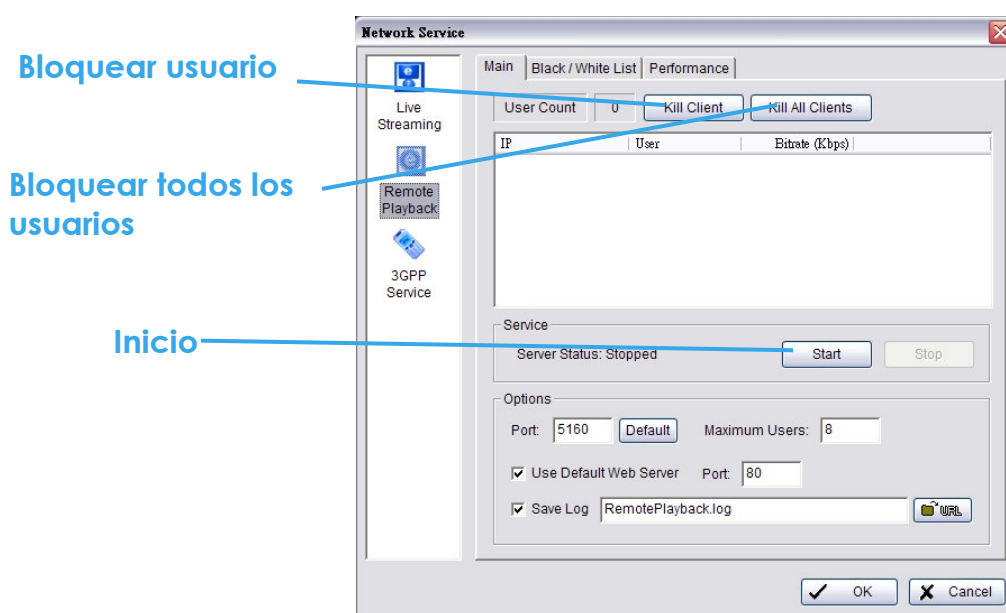 Network Service
Bloquear usuario
Bloquear todos los
usuarios
Inicio
Live
Streaming
Remote
Playback
3GPP
Service
Main Black / White List Performance
User Count 0 Kill Client Kill All Clients
IP User Bitrate (Kbps)
Service
Server Status: Stopped Start Stop
Options
Port: 5160 Default Maximum Users: 8
Use Default Web Server Port: 80
Save Log RemotePlayback.log URL
OK Cancel